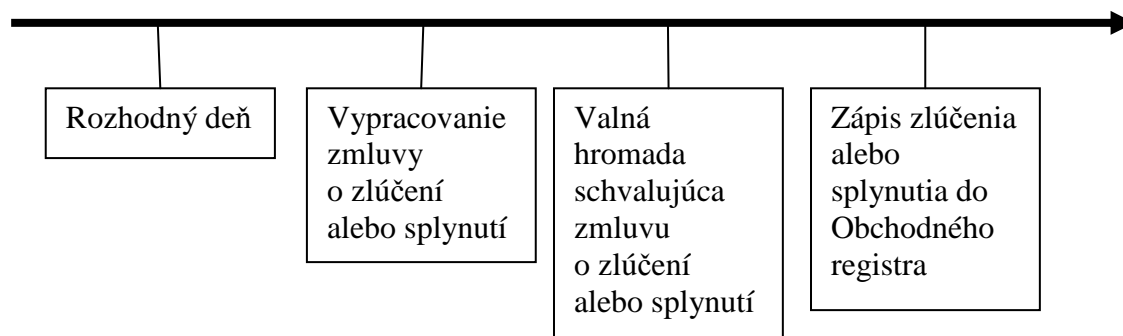 Rozhodný deň
Vypracovanie
zmluvy
o zlúčení
alebo splynutí
Valná
hromada
schvalujúca
zmluvu
o zlúčení
alebo splynutí
Zápis zlúčenia
alebo
splynutia do
Obchodného
registra